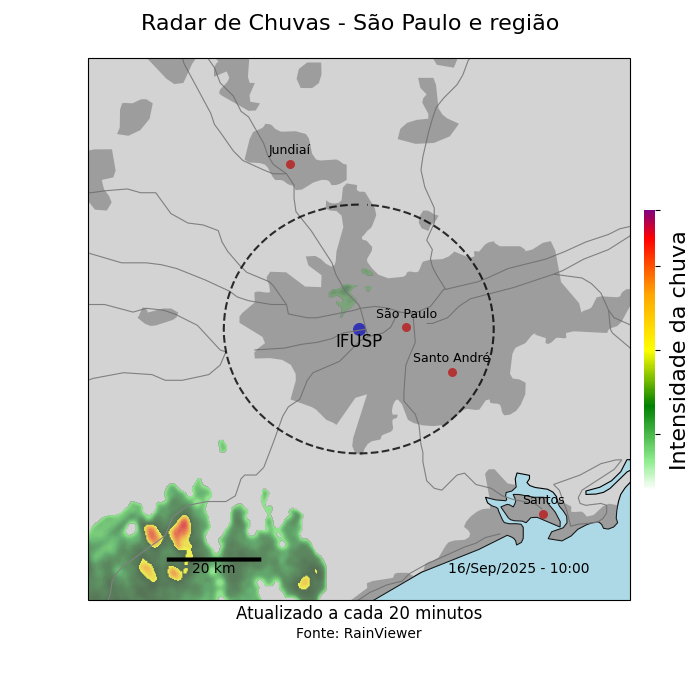 Radar de Chuvas - São Paulo e região
Jundiaí
São Paulo
IFUSP
Santo André
Santos
20 km
16/Sep/2025 - 10:00
Intensidade da chuva
Atualizado a cada 20 minutos
Fonte: RainViewer